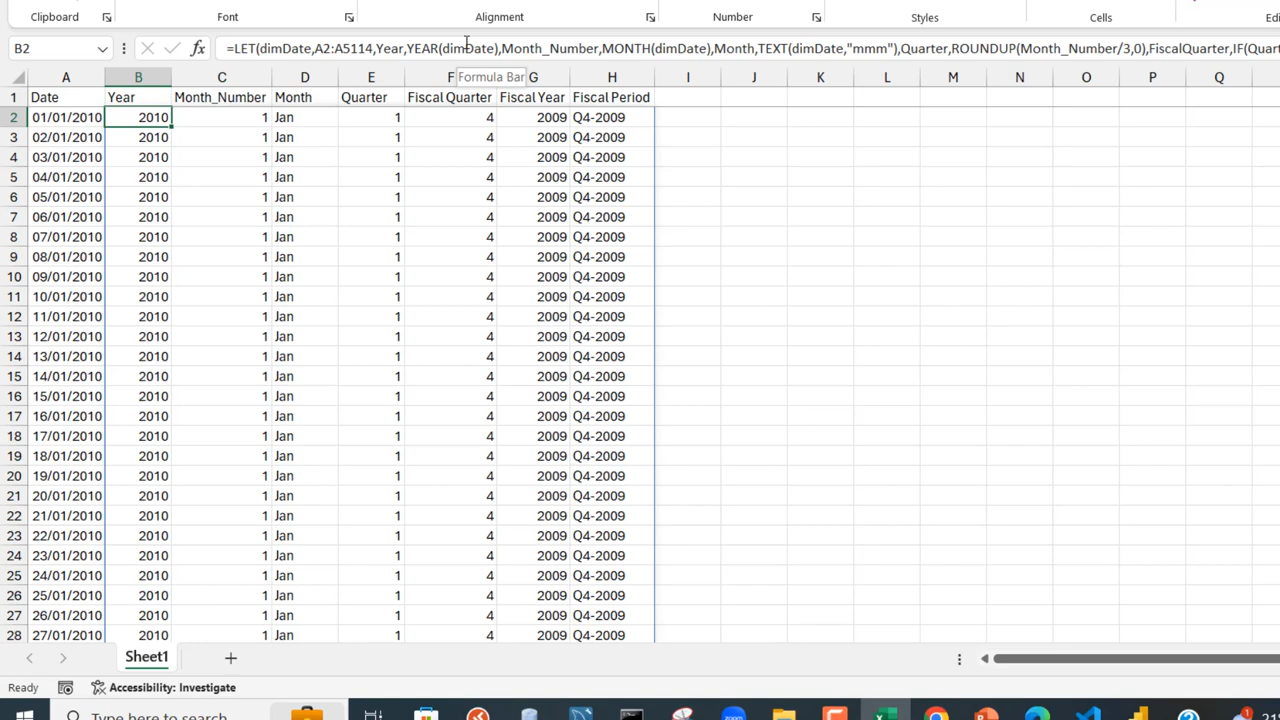 Clipboard Font Alignment Number Styles Cells
B2 fx =LET(dimDate,A2:A5114,Year,YEAR(dimDate),Month_Number,MONTH(dimDate),Month,TEXT(dimDate,"mmm"),Quarter,ROUNDUP(Month_Number/3,0),FiscalQuarter,IF(Quart
Formula Bar
A B C D E F G H I J K L M N O P Q
1 Date Year Month_Number Month Quarter Fiscal Quarter Fiscal Year Fiscal Period
2 01/01/2010 2010 1 Jan 1 4 2009 Q4-2009
3 02/01/2010 2010 1 Jan 1 4 2009 Q4-2009
4 03/01/2010 2010 1 Jan 1 4 2009 Q4-2009
5 04/01/2010 2010 1 Jan 1 4 2009 Q4-2009
6 05/01/2010 2010 1 Jan 1 4 2009 Q4-2009
7 06/01/2010 2010 1 Jan 1 4 2009 Q4-2009
8 07/01/2010 2010 1 Jan 1 4 2009 Q4-2009
9 08/01/2010 2010 1 Jan 1 4 2009 Q4-2009
10 09/01/2010 2010 1 Jan 1 4 2009 Q4-2009
11 10/01/2010 2010 1 Jan 1 4 2009 Q4-2009
12 11/01/2010 2010 1 Jan 1 4 2009 Q4-2009
13 12/01/2010 2010 1 Jan 1 4 2009 Q4-2009
14 13/01/2010 2010 1 Jan 1 4 2009 Q4-2009
15 14/01/2010 2010 1 Jan 1 4 2009 Q4-2009
16 15/01/2010 2010 1 Jan 1 4 2009 Q4-2009
17 16/01/2010 2010 1 Jan 1 4 2009 Q4-2009
18 17/01/2010 2010 1 Jan 1 4 2009 Q4-2009
19 18/01/2010 2010 1 Jan 1 4 2009 Q4-2009
20 19/01/2010 2010 1 Jan 1 4 2009 Q4-2009
21 20/01/2010 2010 1 Jan 1 4 2009 Q4-2009
22 21/01/2010 2010 1 Jan 1 4 2009 Q4-2009
23 22/01/2010 2010 1 Jan 1 4 2009 Q4-2009
24 23/01/2010 2010 1 Jan 1 4 2009 Q4-2009
25 24/01/2010 2010 1 Jan 1 4 2009 Q4-2009
26 25/01/2010 2010 1 Jan 1 4 2009 Q4-2009
27 26/01/2010 2010 1 Jan 1 4 2009 Q4-2009
28 27/01/2010 2010 1 Jan 1 4 2009 Q4-2009
Sheet1
Ready Accessibility: Investigate
Type here to search